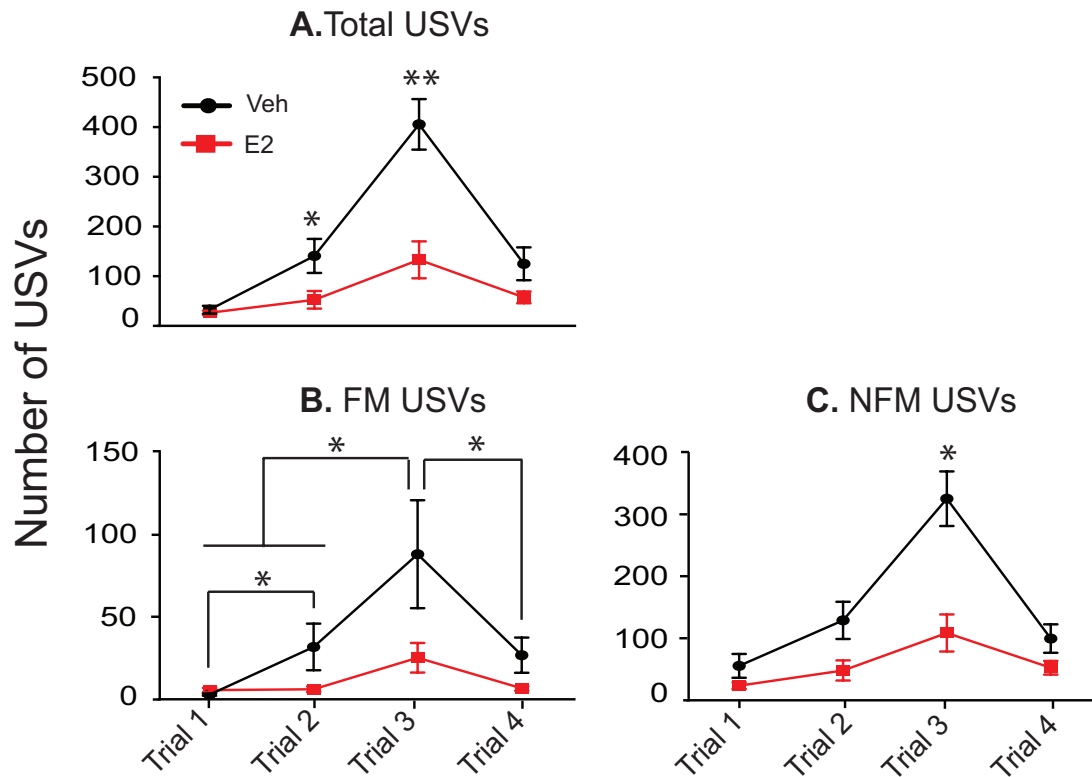 A.Total USVs
500
400
300
200
100
0
Veh
E2
*
**
Number of USVs
B. FM USVs
150
100
50
0
*
*
*
Trial 1
Trial 2
Trial 3
Trial 4
C. NFM USVs
400
300
200
100
0
*
Trial 1
Trial 2
Trial 3
Trial 4